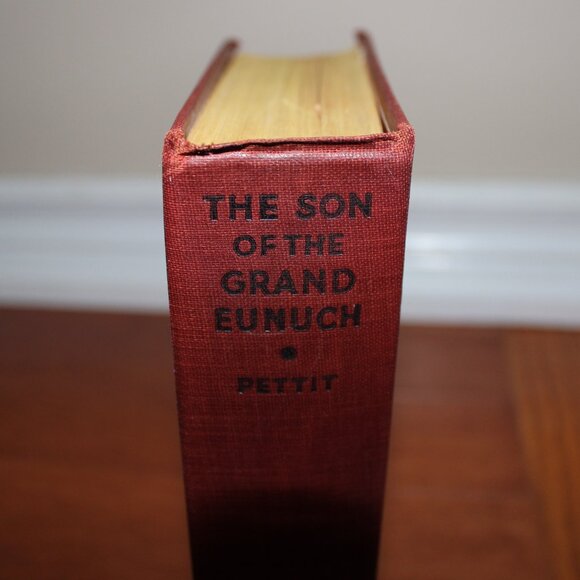 THE SON
OF THE
GRAND
EUNUCH
•
PETTIT